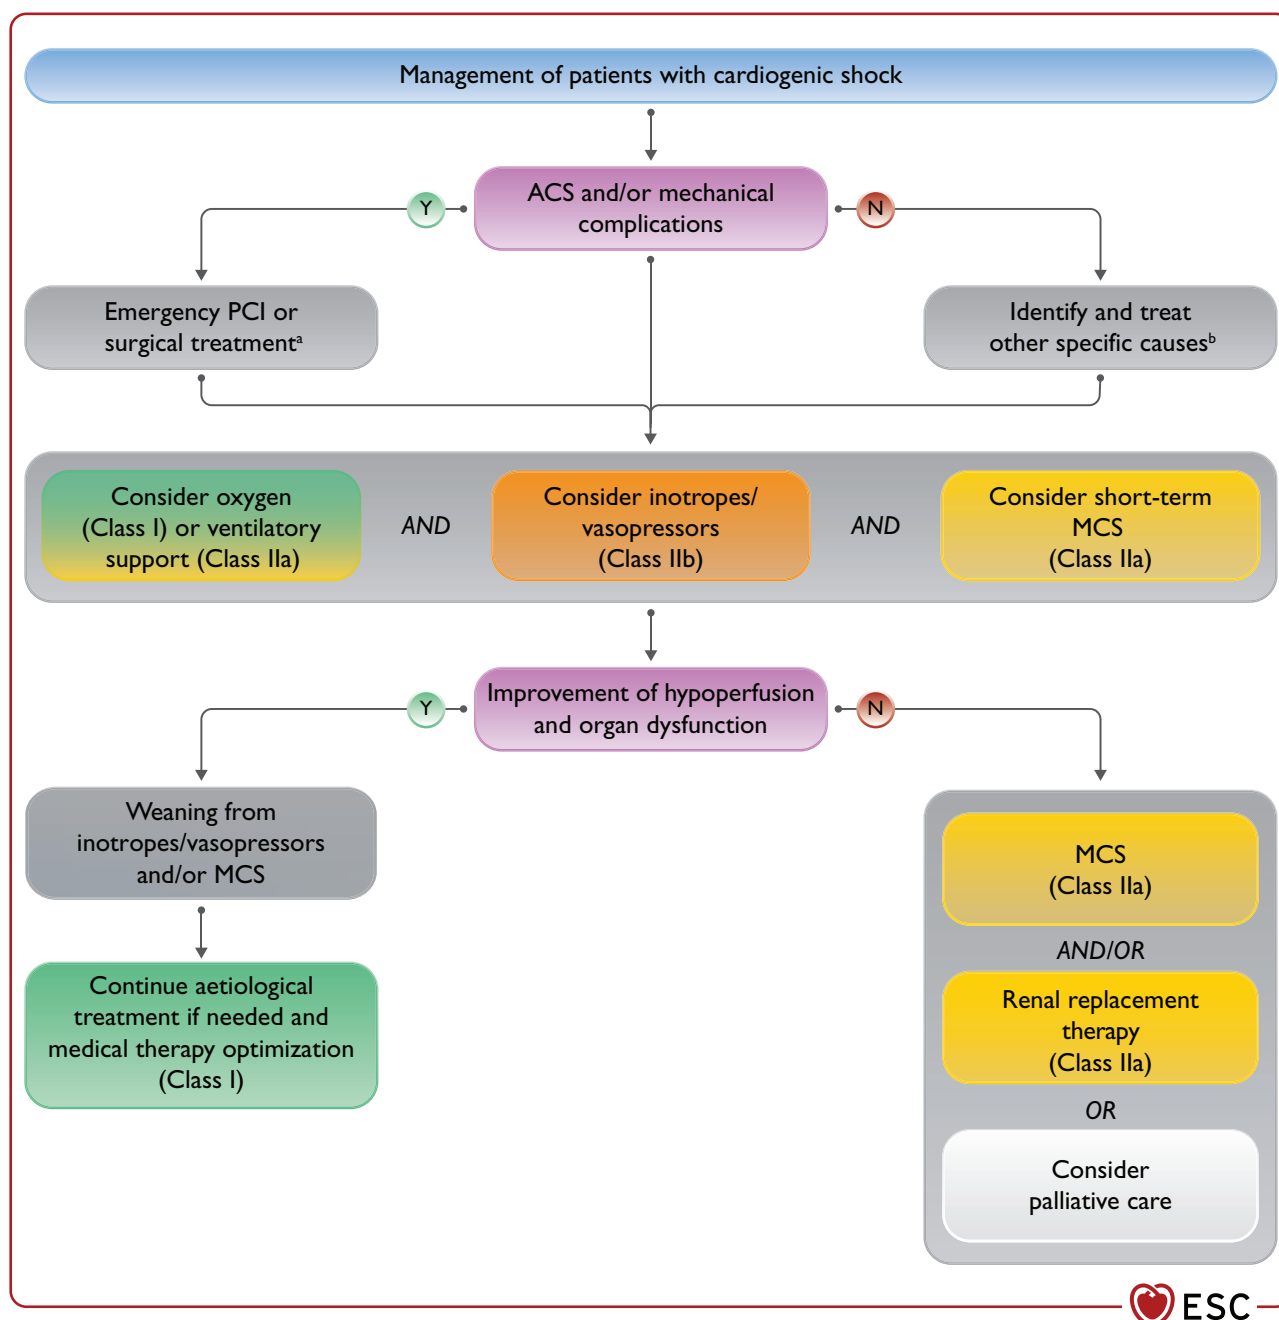 Management of patients with cardiogenic shock
ACS and/or mechanical
complications
Y
N
Emergency PCI or
surgical treatmentᵃ
Identify and treat
other specific causesᵇ
Consider oxygen
(Class I) or ventilatory
support (Class IIa)
AND
Consider inotropes/
vasopressors
(Class IIb)
AND
Consider short-term
MCS
(Class IIa)
Improvement of hypoperfusion
and organ dysfunction
Y
N
Weaning from
inotropes/vasopressors
and/or MCS
Continue aetiological
treatment if needed and
medical therapy optimization
(Class I)
MCS
(Class IIa)
AND/OR
Renal replacement
therapy
(Class IIa)
OR
Consider
palliative care
ESC